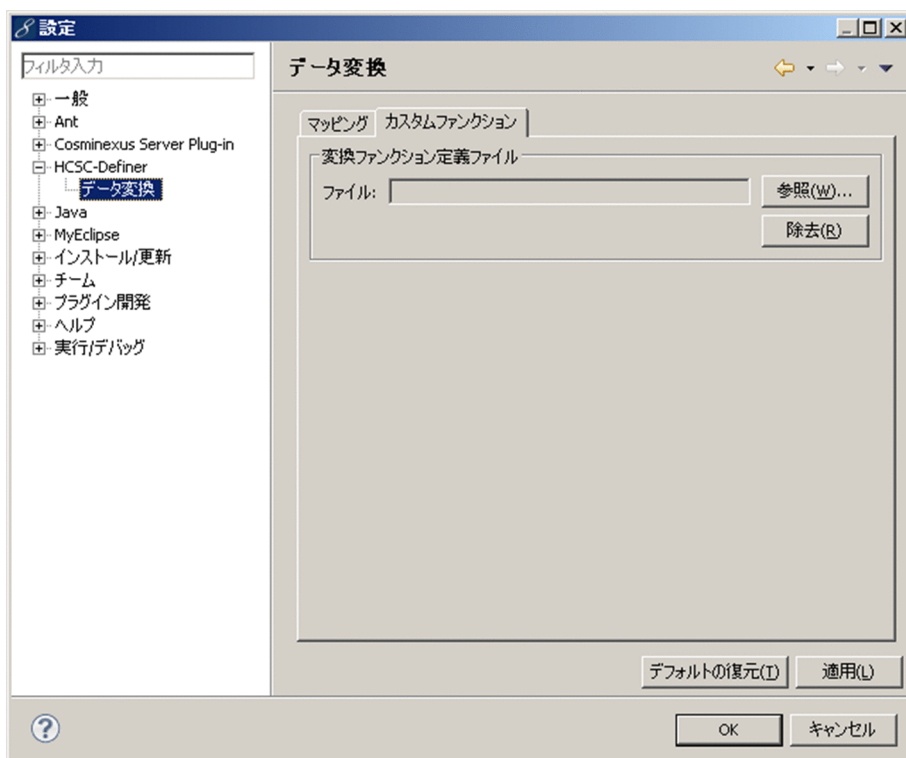 設定
フィルタ入力
一般
Ant
Cosminexus Server Plug-in
HCSC-Definer
データ変換
Java
MyEclipse
インストール/更新
チーム
プラグイン開発
ヘルプ
実行/デバッグ
データ変換
マッピング カスタムファンクション
変換ファンクション定義ファイル
ファイル: 参照(W)...
除去(R)
デフォルトの復元(T) 適用(L)
OK キャンセル